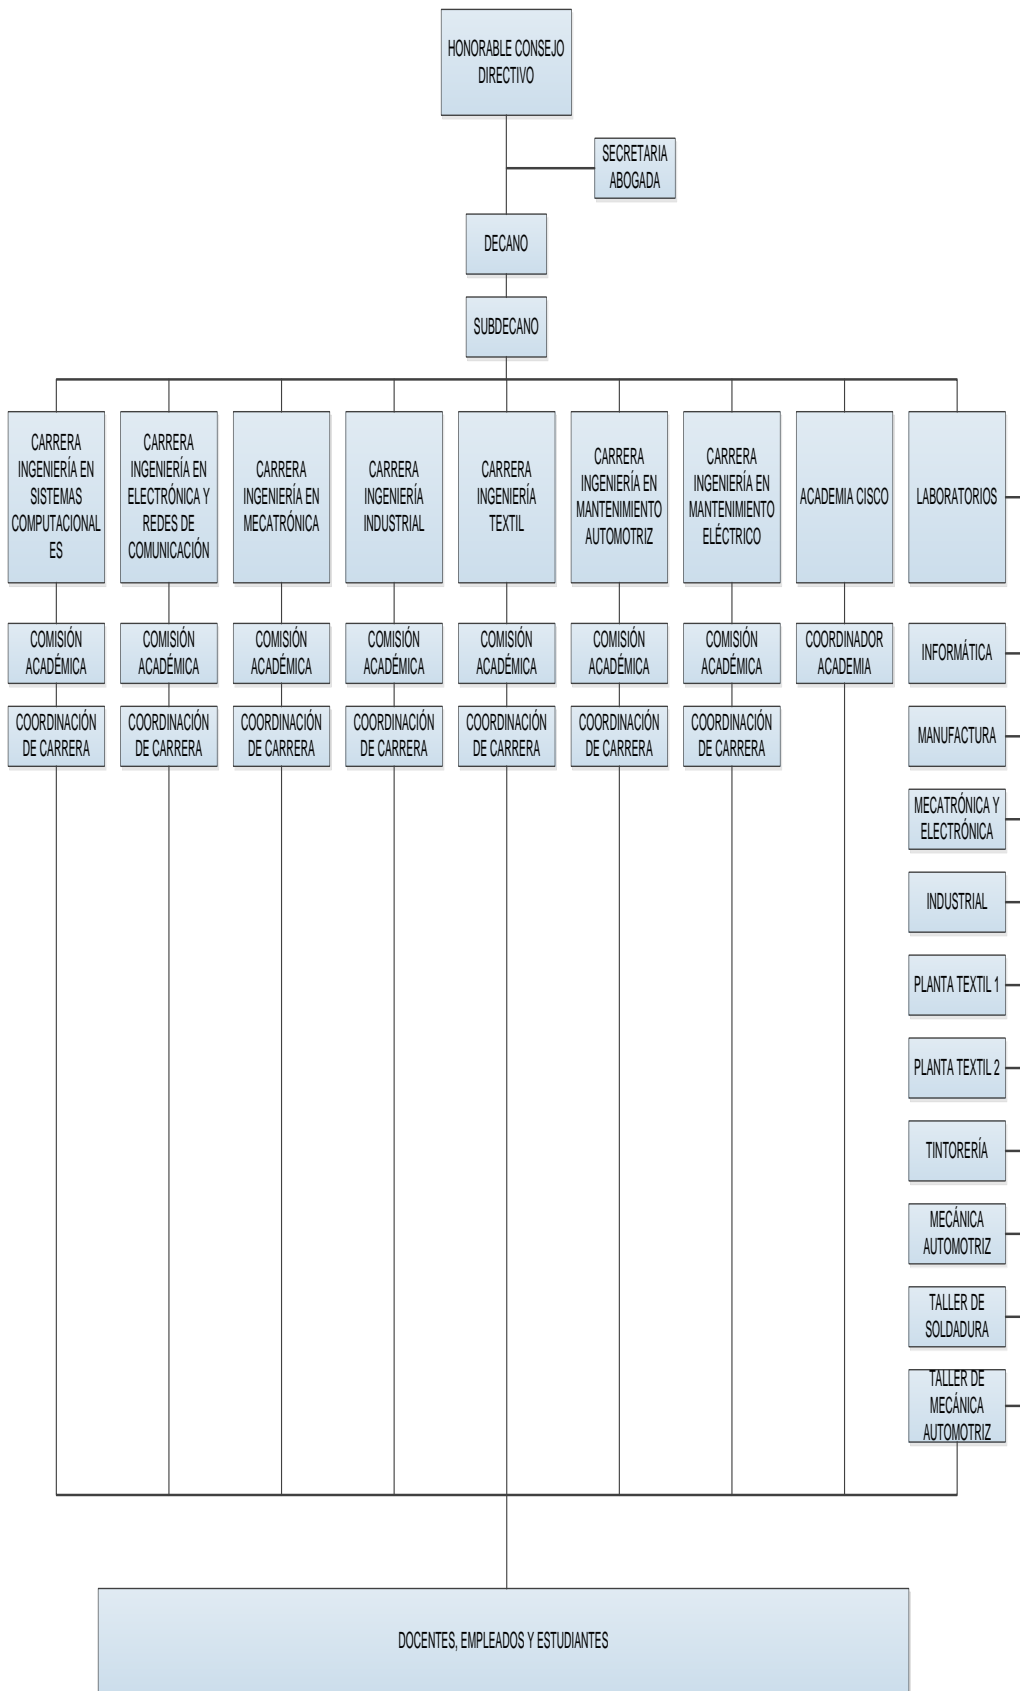 HONORABLE CONSEJO
DIRECTIVO
SECRETARIA
ABOGADA
DECANO
SUBDECANO
CARRERA
INGENIERÍA EN
SISTEMAS
COMPUTACIONAL
ES
CARRERA
INGENIERÍA EN
ELECTRÓNICA Y
REDES DE
COMUNICACIÓN
CARRERA
INGENIERÍA EN
MECATRÓNICA
CARRERA
INGENIERÍA
INDUSTRIAL
CARRERA
INGENIERÍA
TEXTIL
CARRERA
INGENIERÍA EN
MANTENIMIENTO
AUTOMOTRIZ
CARRERA
INGENIERÍA EN
MANTENIMIENTO
ELÉCTRICO
ACADEMIA CISCO
LABORATORIOS
COMISIÓN
ACADÉMICA
COMISIÓN
ACADÉMICA
COMISIÓN
ACADÉMICA
COMISIÓN
ACADÉMICA
COMISIÓN
ACADÉMICA
COMISIÓN
ACADÉMICA
COMISIÓN
ACADÉMICA
COORDINADOR
ACADEMIA
INFORMÁTICA
COORDINACIÓN
DE CARRERA
COORDINACIÓN
DE CARRERA
COORDINACIÓN
DE CARRERA
COORDINACIÓN
DE CARRERA
COORDINACIÓN
DE CARRERA
COORDINACIÓN
DE CARRERA
COORDINACIÓN
DE CARRERA
MANUFACTURA
MECATRÓNICA Y
ELECTRÓNICA
INDUSTRIAL
PLANTA TEXTIL 1
PLANTA TEXTIL 2
TINTORERÍA
MECÁNICA
AUTOMOTRIZ
TALLER DE
SOLDADURA
TALLER DE
MECÁNICA
AUTOMOTRIZ
DOCENTES, EMPLEADOS Y ESTUDIANTES